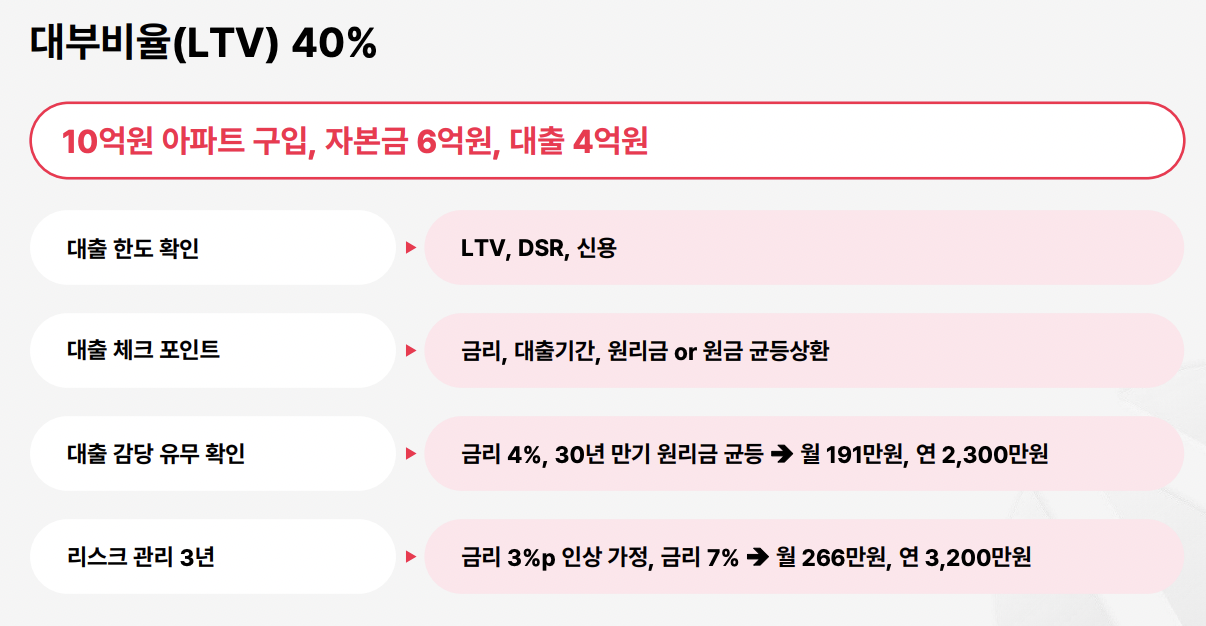 대부비율(LTV) 40%
10억원 아파트 구입, 자본금 6억원, 대출 4억원
대출 한도 확인
LTV, DSR, 신용
대출 체크 포인트
금리, 대출기간, 원리금 or 원금 균등상환
대출 감당 유무 확인
금리 4%, 30년 만기 원리금 균등 ➔ 월 191만원, 연 2,300만원
리스크 관리 3년
금리 3%p 인상 가정, 금리 7% ➔ 월 266만원, 연 3,200만원